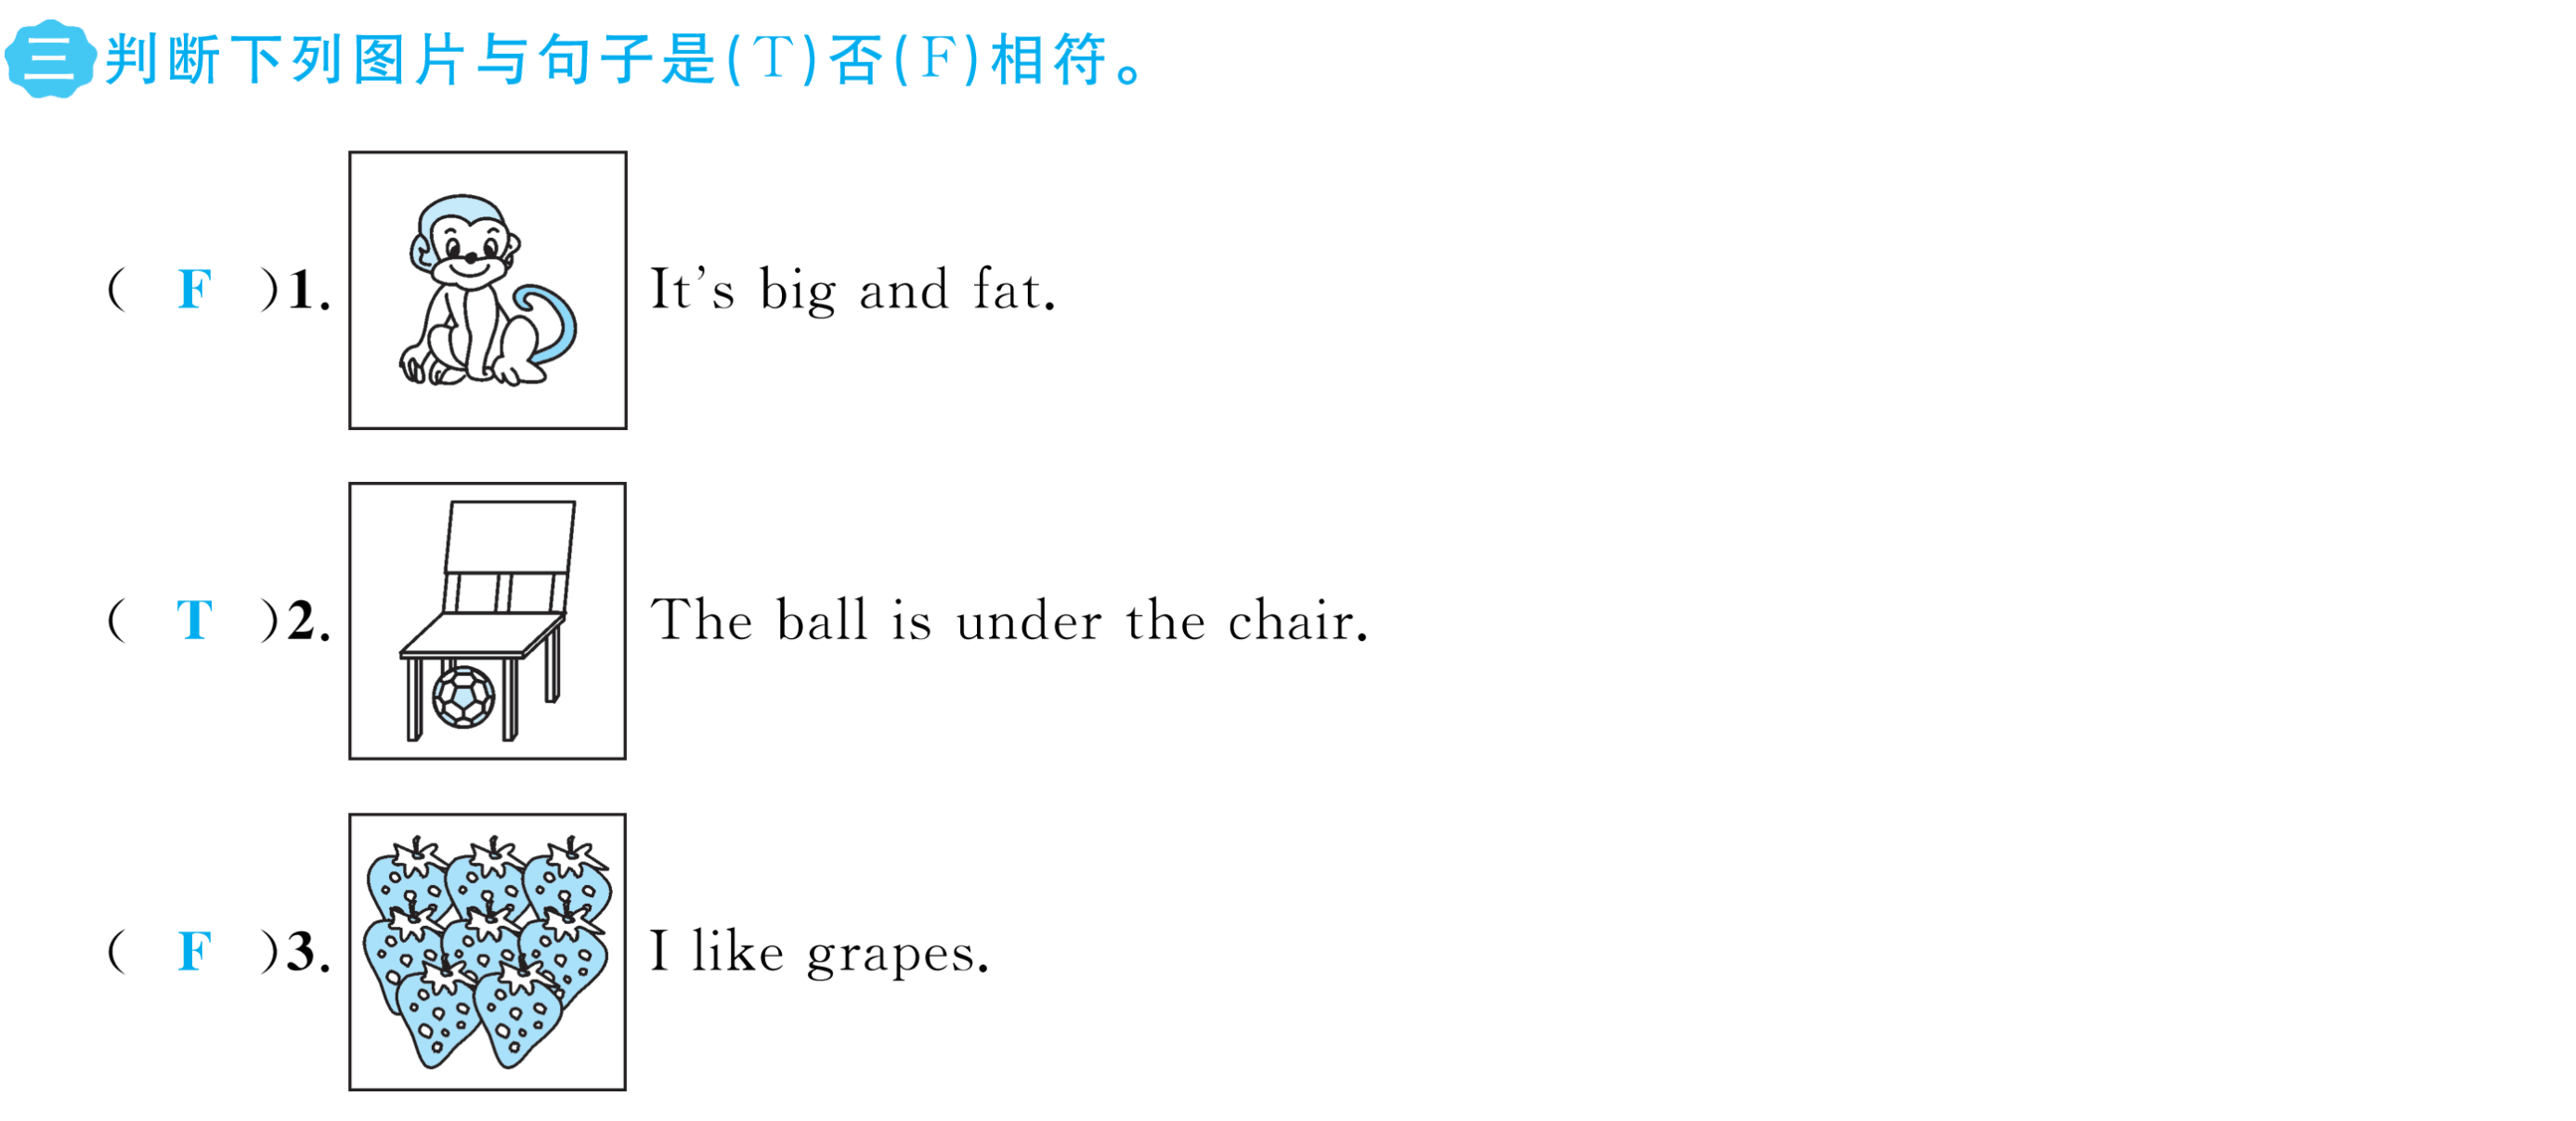 三 判断下列图片与句子是(T)否(F)相符。
( F )1. It's big and fat.
( T )2. The ball is under the chair.
( F )3. I like grapes.